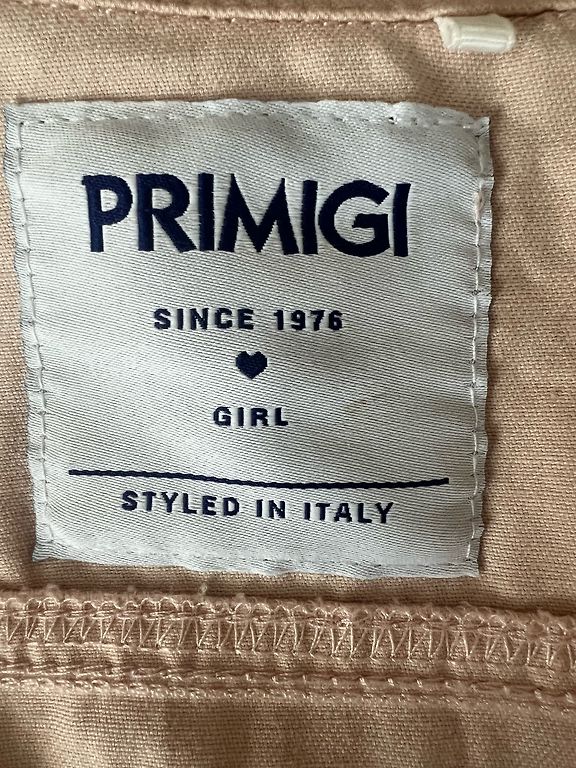 PRIMIGI
SINCE 1976
GIRL
STYLED IN ITALY